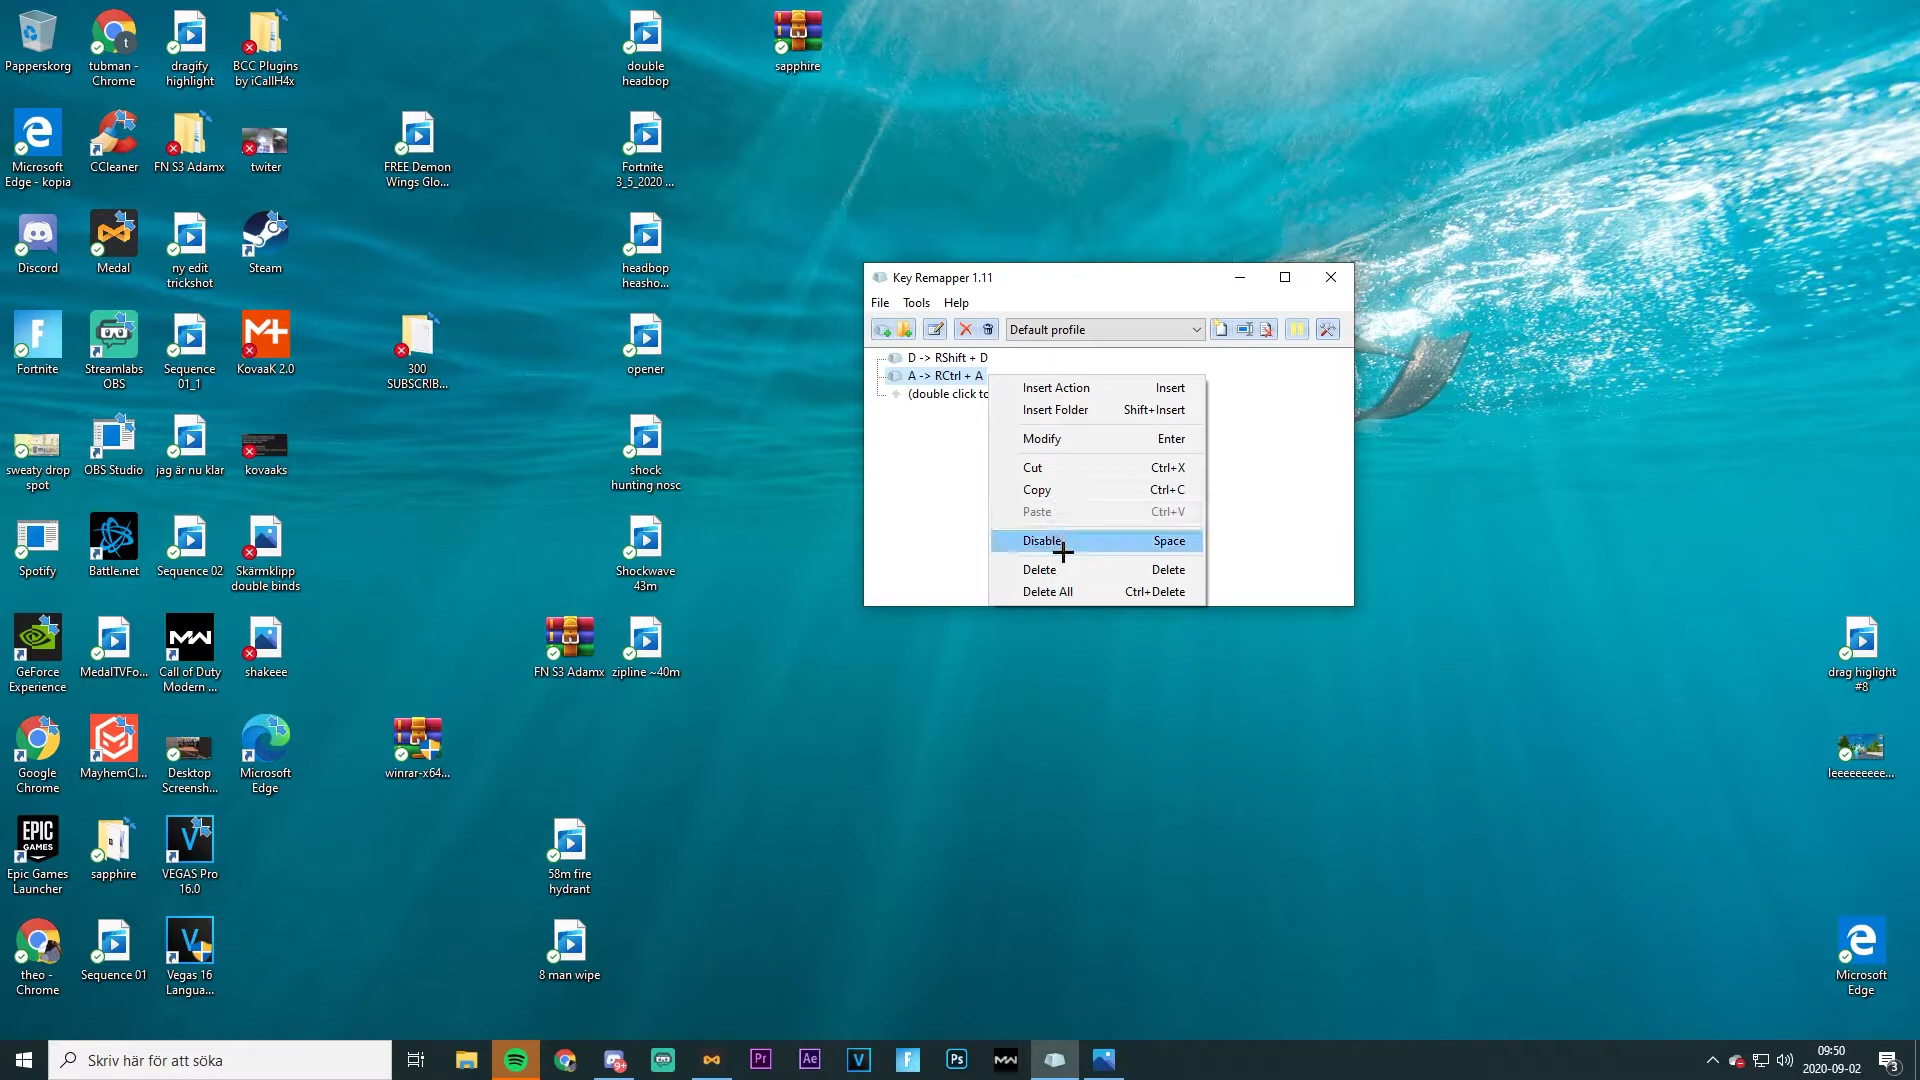 Papperskorg
tubman -
Chrome
dragify
highlight
BCC Plugins
by iCallH4x
double
headbop
sapphire
Microsoft
Edge - kopia
CCleaner
FN S3 Adamx
twiter
FREE Demon
Wings Glo...
Fortnite
3_5_2020 ...
Discord
Medal
ny edit
trickshot
Steam
headbop
heasho...
Fortnite
Streamlabs
OBS
Sequence
01_1
KovaaK 2.0
300
SUBSCRIB...
opener
sweaty drop
spot
OBS Studio
jag är nu klar
kovaaks
shock
hunting nosc
Spotify
Battle.net
Sequence 02
Skärmklipp
double binds
Shockwave
43m
GeForce
Experience
MedalTVFo...
Call of Duty
Modern ...
shakeee
FN S3 Adamx
zipline ~40m
Google
Chrome
MayhemCl...
Desktop
Screensh...
Microsoft
Edge
winrar-x64...
EPIC
GAMES
Epic Games
Launcher
sapphire
VEGAS Pro
16.0
58m fire
hydrant
theo -
Chrome
Sequence 01
Vegas 16
Langua...
8 man wipe
drag higlight
#8
leeeeeeeee...
Microsoft
Edge
Key Remapper 1.11
File Tools Help
Default profile
D -> RShift + D
A -> RCtrl + A
(double click to
Insert Action Insert
Insert Folder Shift+Insert
Modify Enter
Cut Ctrl+X
Copy Ctrl+C
Paste Ctrl+V
Disable Space
Delete Delete
Delete All Ctrl+Delete
Skriv här för att söka
9+
Pr
Ae
V
F
Ps
MW
09:50
2020-09-02
3